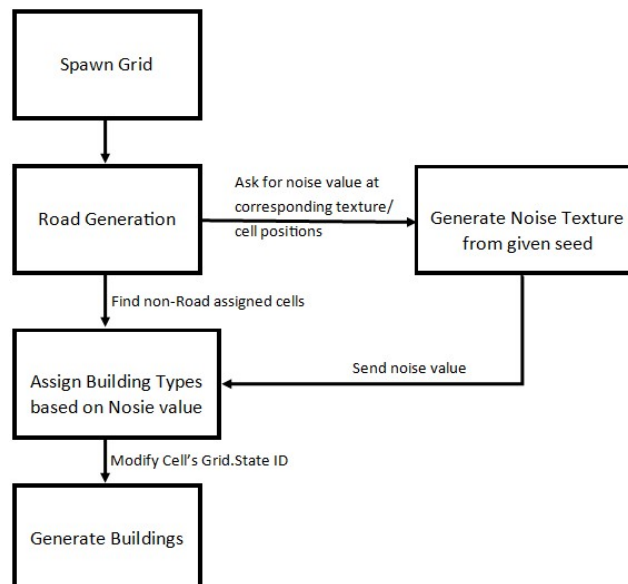 Spawn Grid
Road Generation
Ask for noise value at
corresponding texture/
cell positions
Generate Noise Texture
from given seed
Find non-Road assigned cells
Send noise value
Assign Building Types
based on Nosie value
Modify Cell's Grid.State ID
Generate Buildings